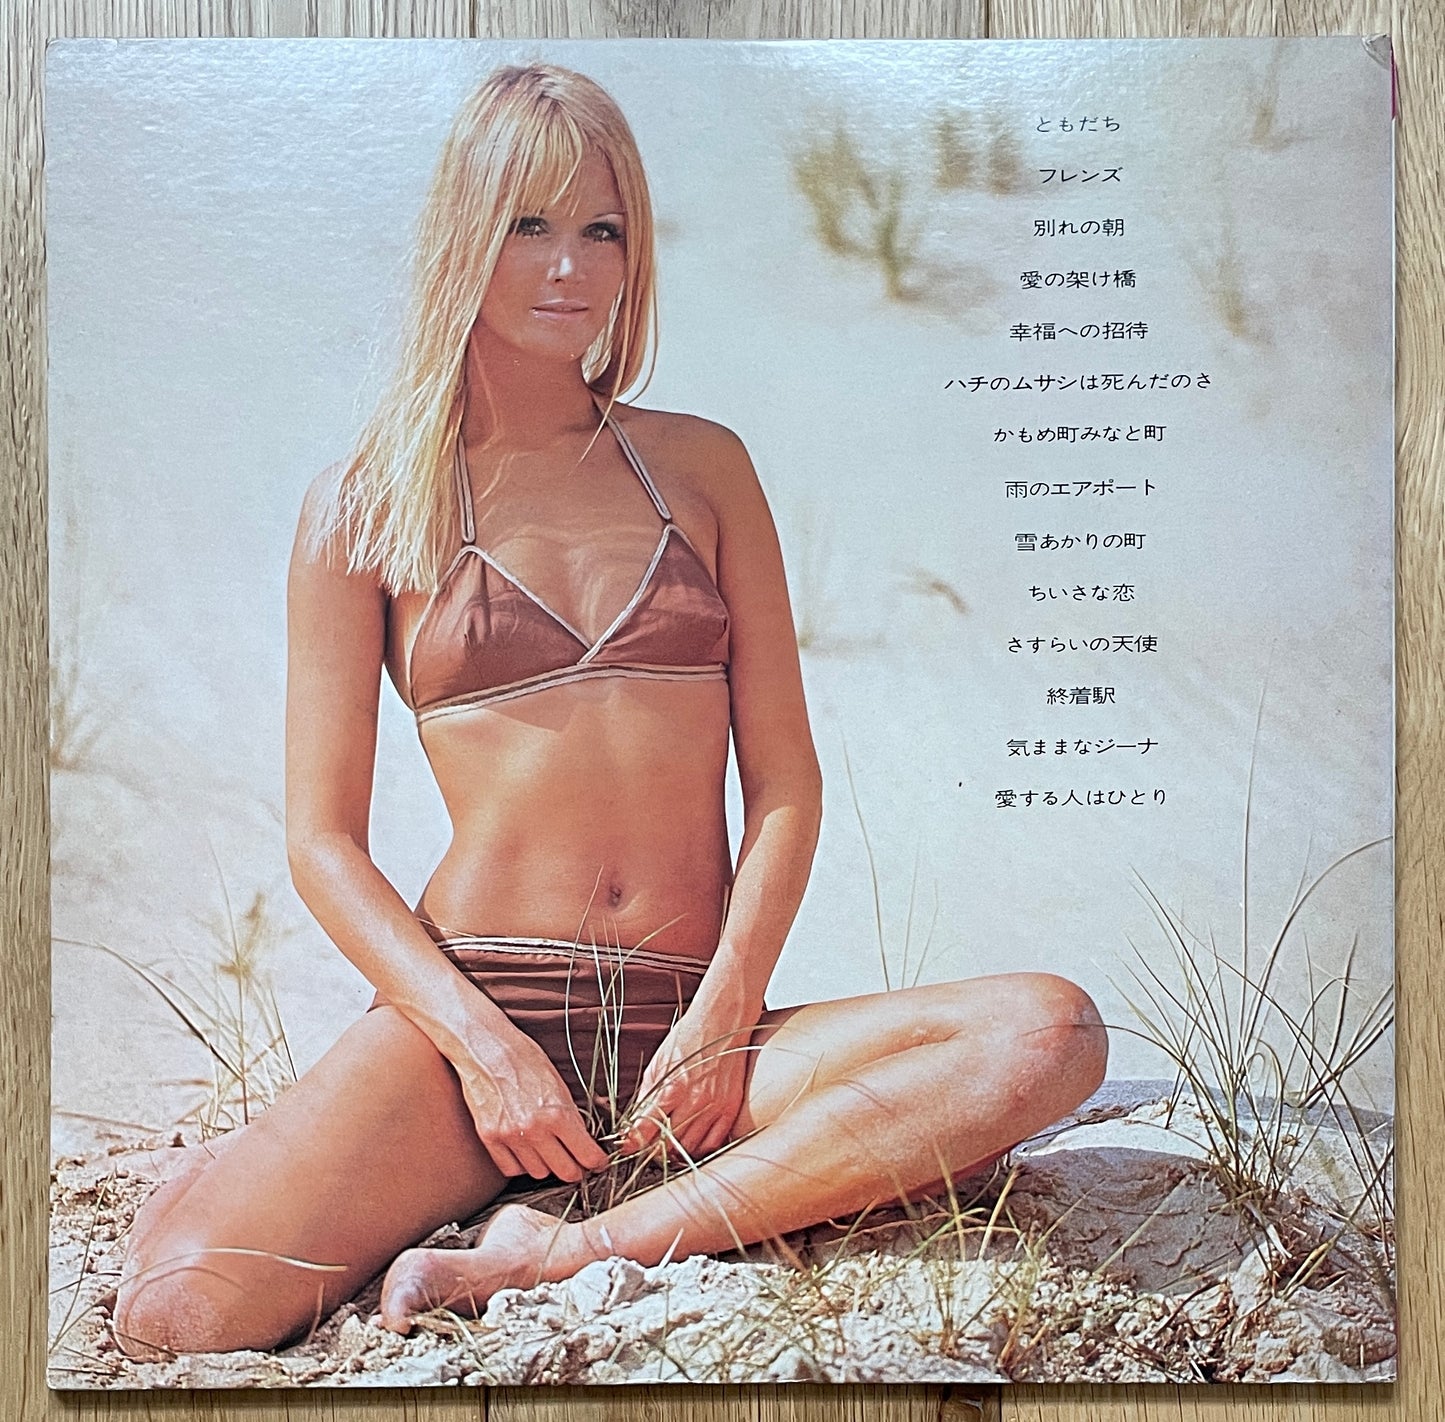 ともだち
フレンズ
別れの朝
愛の架け橋
幸福への招待
ハチのムサシは死んだのさ
かもめ町みなと町
雨のエアポート
雪あかりの町
ちいさな恋
さすらいの天使
終着駅
気ままなジーナ
愛する人はひとり